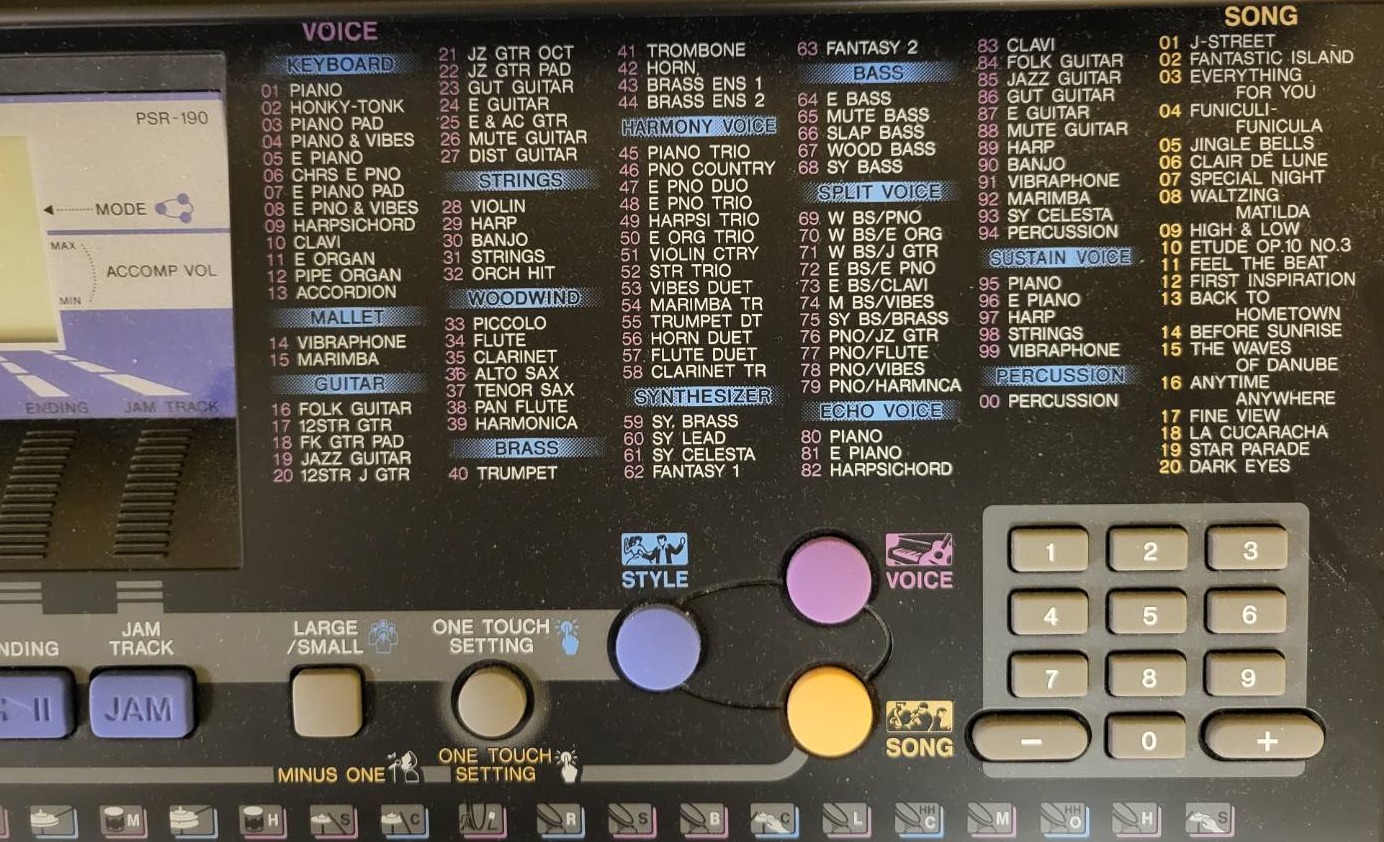 VOICE
KEYBOARD
01 PIANO
02 HONKY-TONK
03 PIANO PAD
04 PIANO & VIBES
05 E PIANO
06 CHRS E PNO
07 E PIANO PAD
08 E PNO & VIBES
09 HARPSICHORD
10 CLAVI
11 E ORGAN
12 PIPE ORGAN
13 ACCORDION
MALLET
14 VIBRAPHONE
15 MARIMBA
GUITAR
16 FOLK GUITAR
17 12STR GTR
18 FK GTR PAD
19 JAZZ GUITAR
20 12STR J GTR
21 JZ GTR OCT
22 JZ GTR PAD
23 GUT GUITAR
24 E GUITAR
25 E & AC GTR
26 MUTE GUITAR
27 DIST GUITAR
STRINGS
28 VIOLIN
29 HARP
30 BANJO
31 STRINGS
32 ORCH HIT
WOODWIND
33 PICCOLO
34 FLUTE
35 CLARINET
36 ALTO SAX
37 TENOR SAX
38 PAN FLUTE
39 HARMONICA
BRASS
40 TRUMPET
41 TROMBONE
42 HORN
43 BRASS ENS 1
44 BRASS ENS 2
HARMONY VOICE
45 PIANO TRIO
46 PNO COUNTRY
47 E PNO DUO
48 E PNO TRIO
49 HARPSI TRIO
50 E ORG TRIO
51 VIOLIN CTRY
52 STR TRIO
53 VIBES DUET
54 MARIMBA TR
55 TRUMPET DT
56 HORN DUET
57 FLUTE DUET
58 CLARINET TR
SYNTHESIZER
59 SY. BRASS
60 SY LEAD
61 SY CELESTA
62 FANTASY 1
63 FANTASY 2
BASS
64 E BASS
65 MUTE BASS
66 SLAP BASS
67 WOOD BASS
68 SY BASS
SPLIT VOICE
69 W BS/PNO
70 W BS/E ORG
71 W BS/J GTR
72 E BS/E PNO
73 E BS/CLAVI
74 M BS/VIBES
75 SY BS/BRASS
76 PNO/JZ GTR
77 PNO/FLUTE
78 PNO/VIBES
79 PNO/HARMNCA
ECHO VOICE
80 PIANO
81 E PIANO
82 HARPSICHORD
83 CLAVI
84 FOLK GUITAR
85 JAZZ GUITAR
86 GUT GUITAR
87 E GUITAR
88 MUTE GUITAR
89 HARP
90 BANJO
91 VIBRAPHONE
92 MARIMBA
93 SY CELESTA
94 PERCUSSION
SUSTAIN VOICE
95 PIANO
96 E PIANO
97 HARP
98 STRINGS
99 VIBRAPHONE
PERCUSSION
00 PERCUSSION
SONG
01 J-STREET
02 FANTASTIC ISLAND
03 EVERYTHING
FOR YOU
04 FUNICULI-
FUNICULA
05 JINGLE BELLS
06 CLAIR DE LUNE
07 SPECIAL NIGHT
08 WALTZING
MATILDA
09 HIGH & LOW
10 ETUDE OP.10 NO.3
11 FEEL THE BEAT
12 FIRST INSPIRATION
13 BACK TO
HOMETOWN
14 BEFORE SUNRISE
15 THE WAVES
OF DANUBE
16 ANYTIME
ANYWHERE
17 FINE VIEW
18 LA CUCARACHA
19 STAR PARADE
20 DARK EYES
PSR-190
MODE
MAX
ACCOMP VOL
MIN
ENDING
JAM TRACK
NDING
II
JAM
TRACK
JAM
LARGE
/SMALL
ONE TOUCH
SETTING
MINUS ONE
ONE TOUCH
SETTING
STYLE
VOICE
SONG
1 2 3
4 5 6
7 8 9
- 0 +
M H S C R S B C L HH C M HH O H S